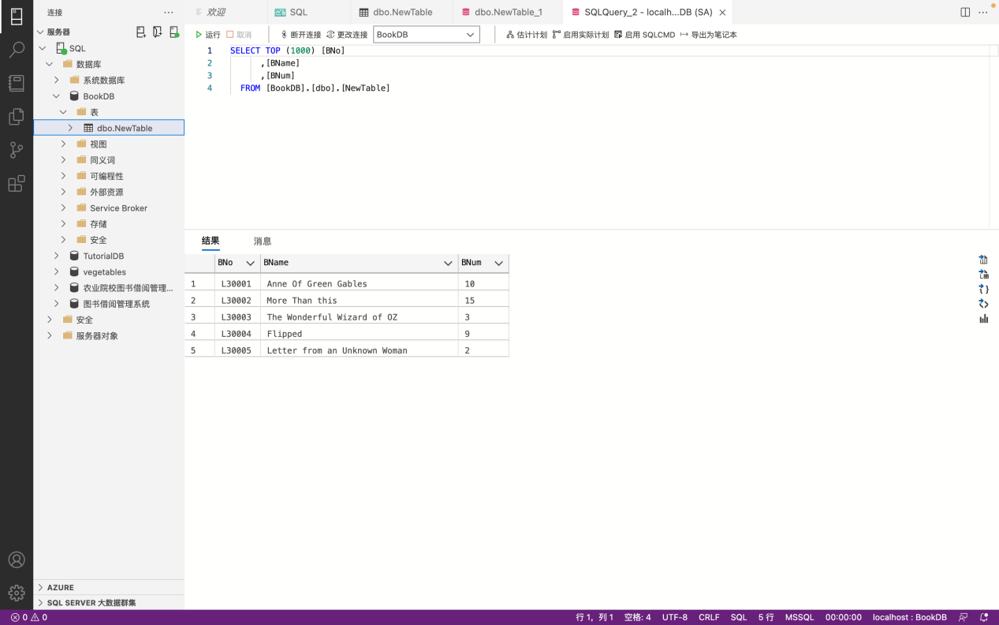 连接 ···
欢迎 SQL dbo.NewTable dbo.NewTable_1 SQLQuery_2 - localh...DB (SA) ···
服务器
运行 取消 断开连接 更改连接 BookDB 估计计划 启用实际计划 启用 SQLCMD 导出为笔记本
SQL
数据库
系统数据库
BookDB
表
dbo.NewTable
视图
同义词
可编程性
外部资源
Service Broker
存储
安全
TutorialDB
vegetables
农业院校图书借阅管理...
图书借阅管理系统
安全
服务器对象
AZURE
SQL SERVER 大数据群集
1 SELECT TOP (1000) [BNo]
2 ,[BName]
3 ,[BNum]
4 FROM [BookDB].[dbo].[NewTable]
结果 消息
BNo BName BNum
1 L30001 Anne Of Green Gables 10
2 L30002 More Than this 15
3 L30003 The Wonderful Wizard of OZ 3
4 L30004 Flipped 9
5 L30005 Letter from an Unknown Woman 2
0 0 行 1，列 1 空格: 4 UTF-8 CRLF SQL 5 行 MSSQL 00:00:00 localhost : BookDB